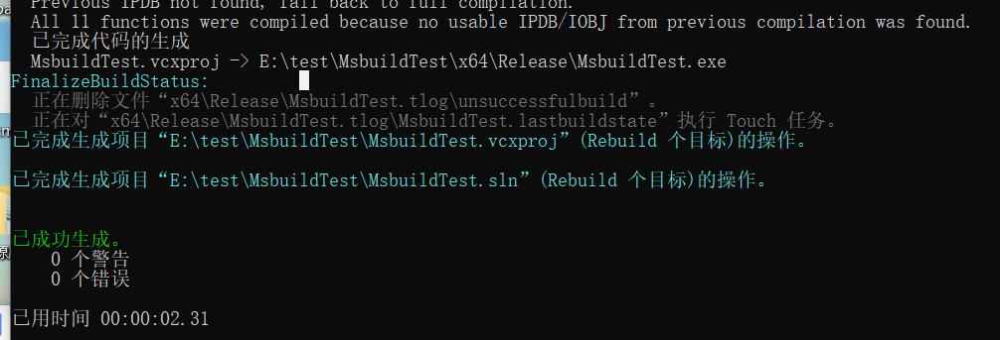 Previous IPDB not found, fall back to full compilation.
All 11 functions were compiled because no usable IPDB/IOBJ from previous compilation was found.
已完成代码的生成
MsbuildTest.vcxproj -> E:\test\MsbuildTest\x64\Release\MsbuildTest.exe
FinalizeBuildStatus:
正在删除文件“x64\Release\MsbuildTest.tlog\unsuccessfulbuild”。
正在对“x64\Release\MsbuildTest.tlog\MsbuildTest.lastbuildstate”执行 Touch 任务。
已完成生成项目“E:\test\MsbuildTest\MsbuildTest.vcxproj”(Rebuild 个目标)的操作。
已完成生成项目“E:\test\MsbuildTest\MsbuildTest.sln”(Rebuild 个目标)的操作。
已成功生成。
0 个警告
0 个错误
已用时间 00:00:02.31